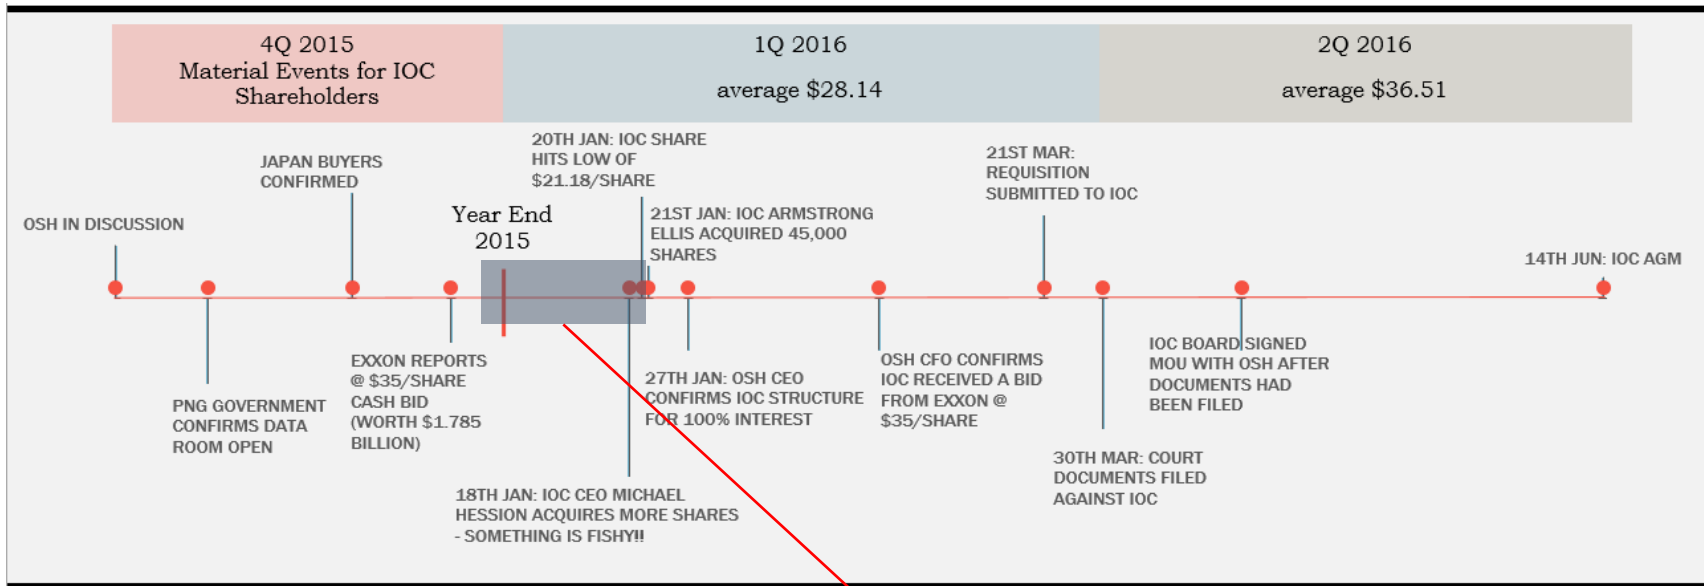 4Q 2015
Material Events for IOC
Shareholders
1Q 2016
average $28.14
2Q 2016
average $36.51
OSH IN DISCUSSION
PNG GOVERNMENT
CONFIRMS DATA
ROOM OPEN
JAPAN BUYERS
CONFIRMED
EXXON REPORTS
@ $35/SHARE
CASH BID
(WORTH $1.785
BILLION)
Year End
2015
18TH JAN: IOC CEO MICHAEL
HESSION ACQUIRES MORE SHARES
- SOMETHING IS FISHY!!
20TH JAN: IOC SHARE
HITS LOW OF
$21.18/SHARE
21ST JAN: IOC ARMSTRONG
ELLIS ACQUIRED 45,000
SHARES
27TH JAN: OSH CEO
CONFIRMS IOC STRUCTURE
FOR 100% INTEREST
OSH CFO CONFIRMS
IOC RECEIVED A BID
FROM EXXON @
$35/SHARE
21ST MAR:
REQUISITION
SUBMITTED TO IOC
30TH MAR: COURT
DOCUMENTS FILED
AGAINST IOC
IOC BOARD SIGNED
MOU WITH OSH AFTER
DOCUMENTS HAD
BEEN FILED
14TH JUN: IOC AGM